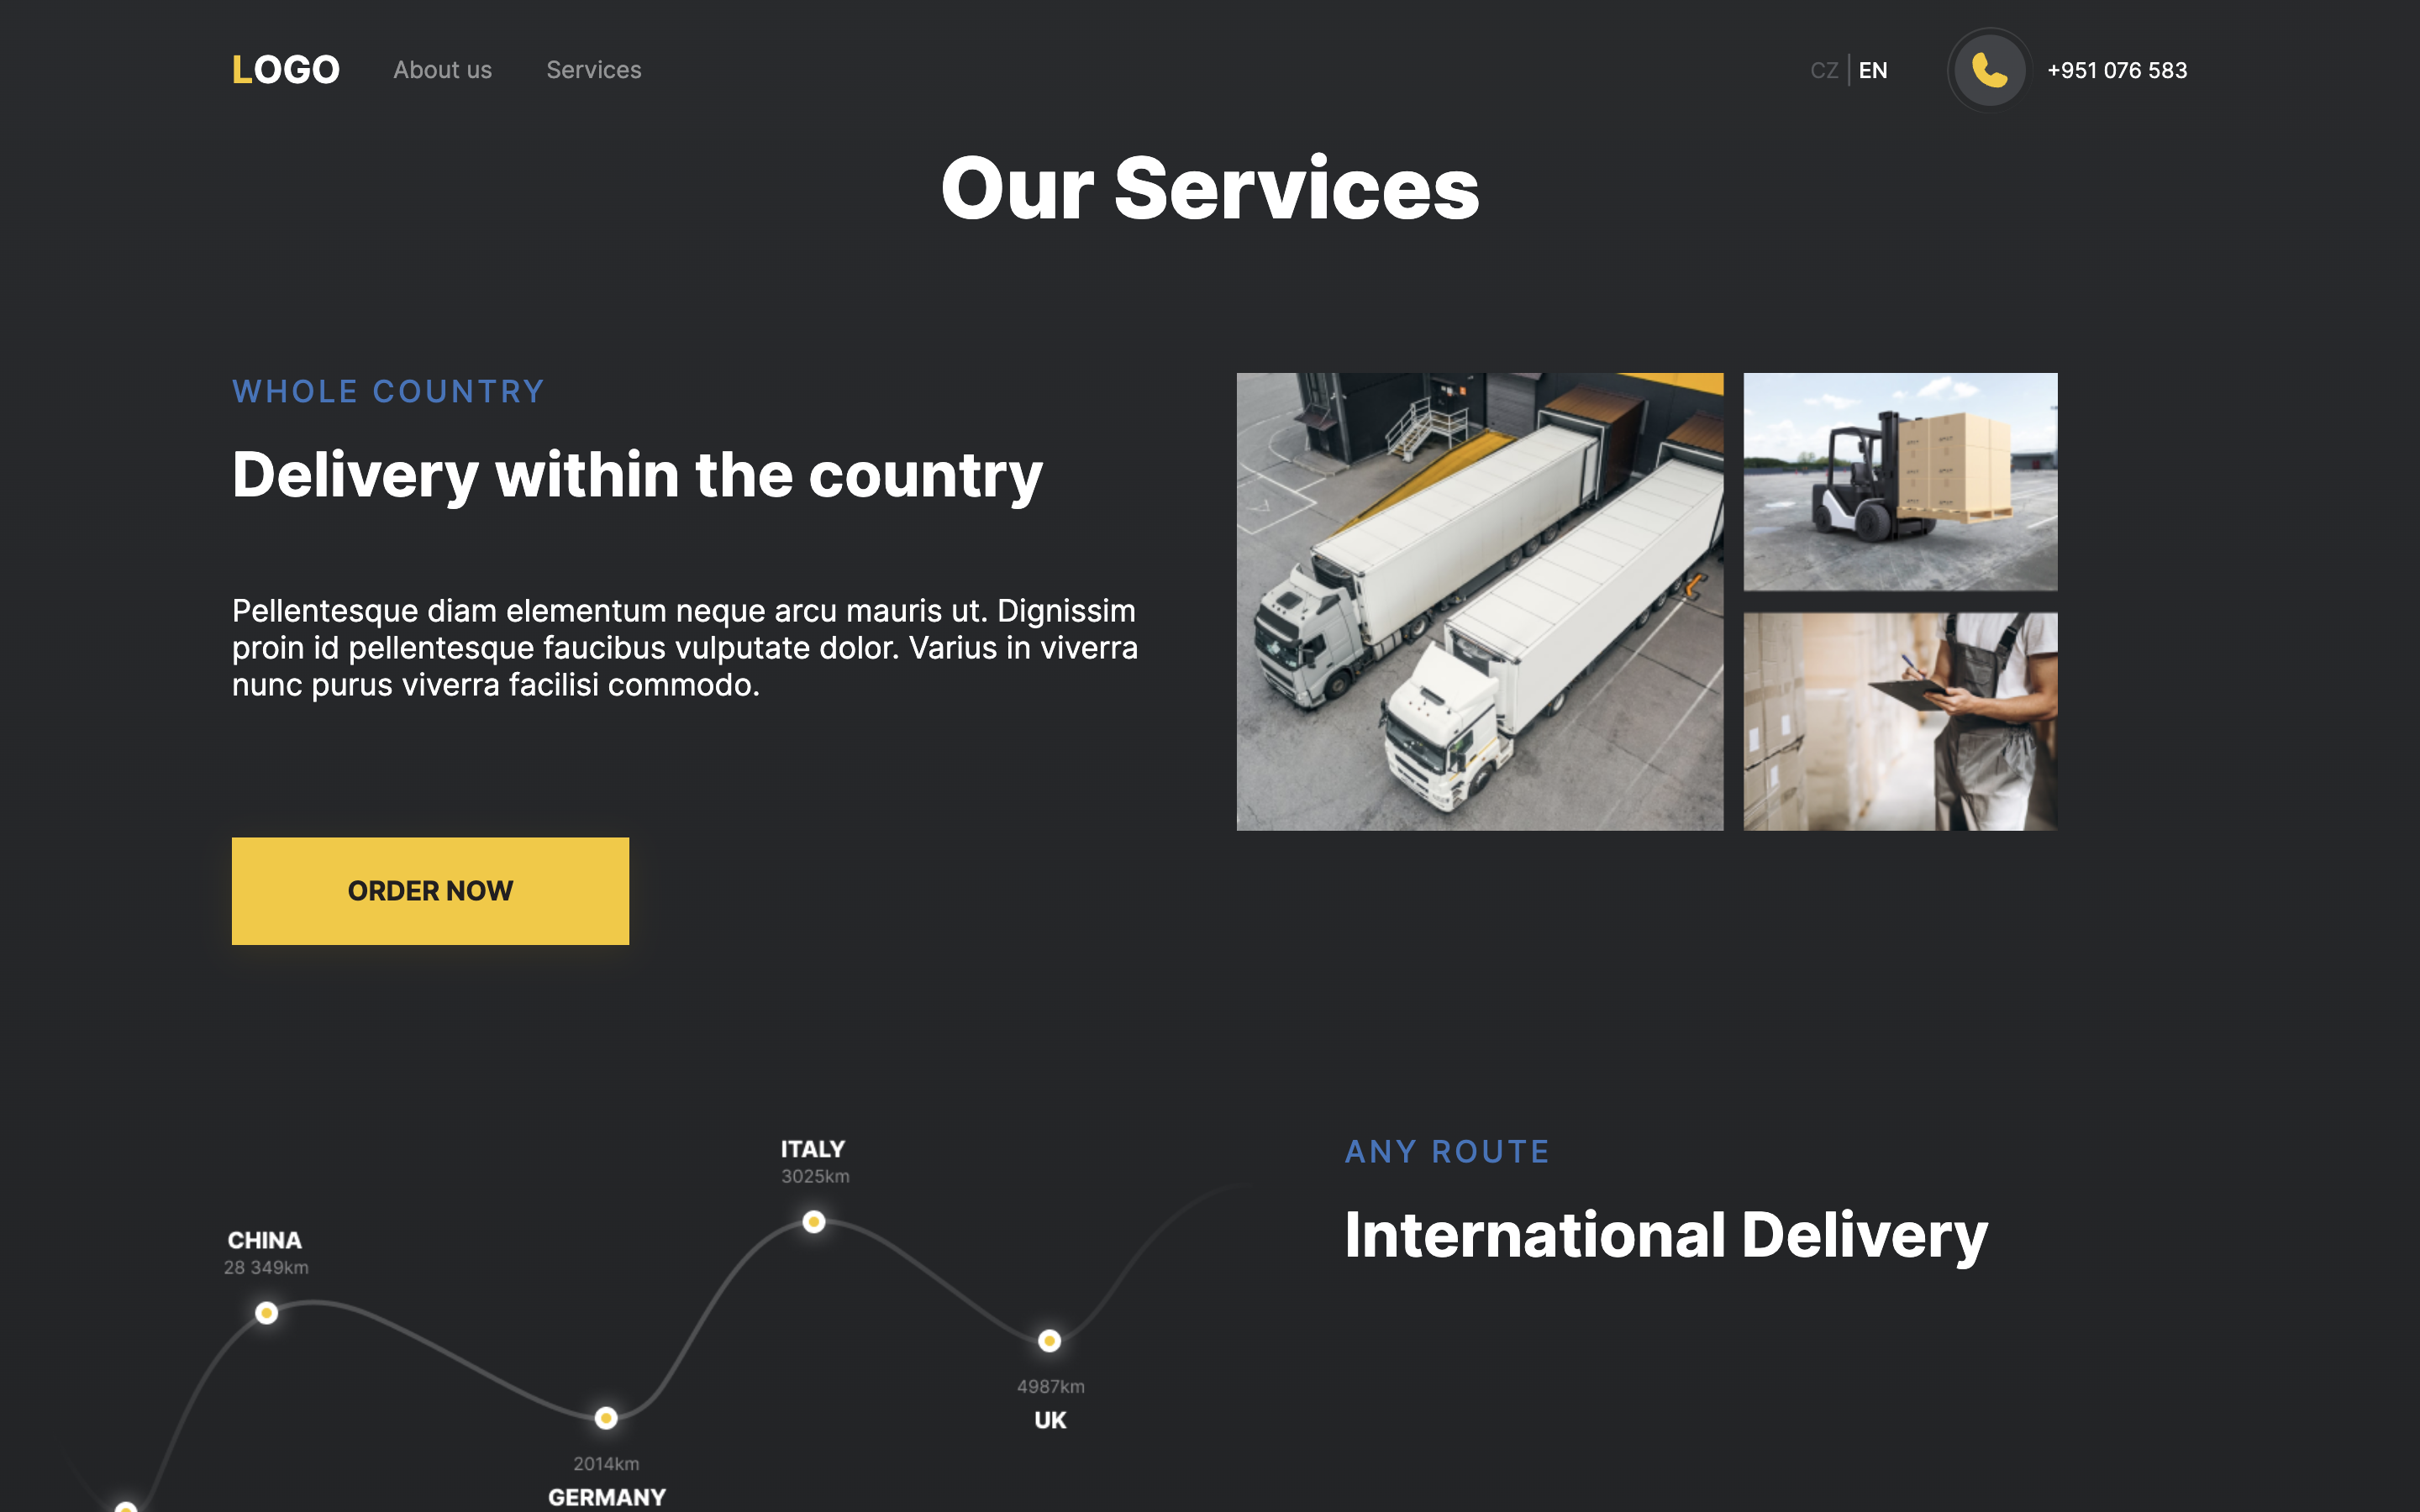 LOGO
About us
Services
CZ | EN
+951 076 583
Our Services
WHOLE COUNTRY
Delivery within the country
Pellentesque diam elementum neque arcu mauris ut. Dignissim
proin id pellentesque faucibus vulputate dolor. Varius in viverra
nunc purus viverra facilisi commodo.
ORDER NOW
ITALY
3025km
CHINA
28 349km
4987km
UK
2014km
GERMANY
ANY ROUTE
International Delivery